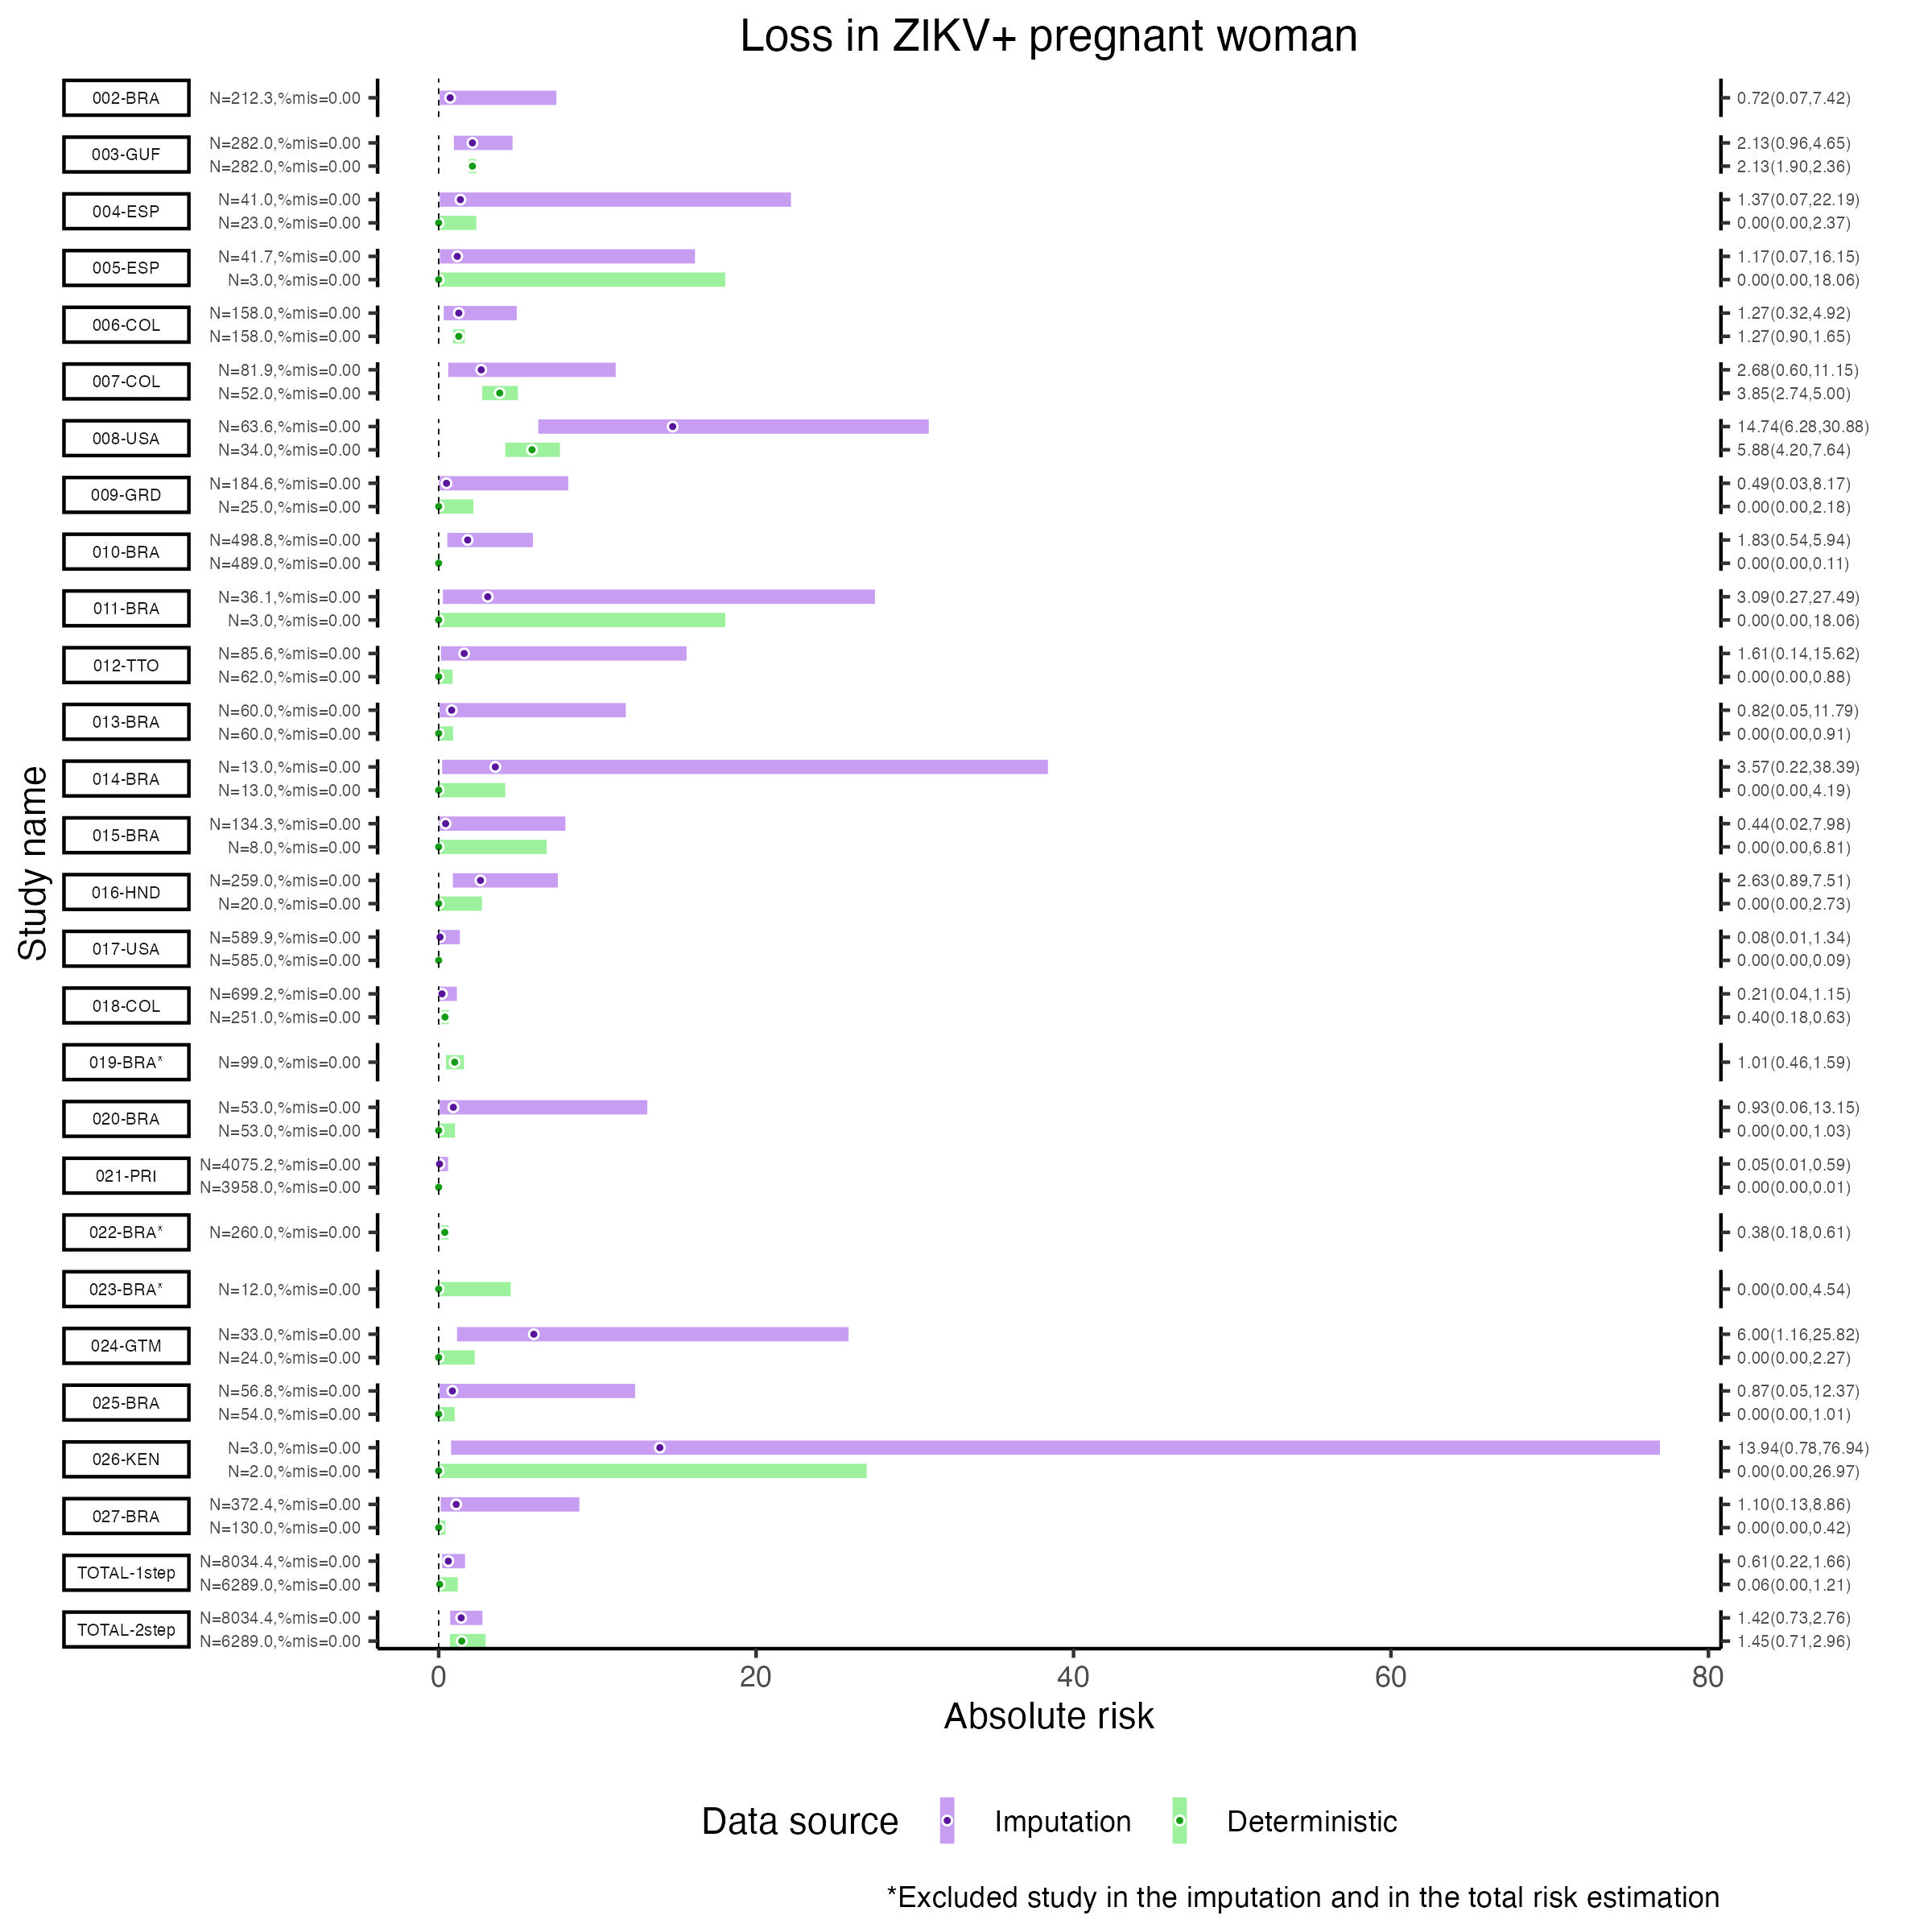 Loss in ZIKV+ pregnant woman
Study name
002-BRA N=212.3,%mis=0.00 0.72(0.07,7.42)
003-GUF N=282.0,%mis=0.00 2.13(0.96,4.65)
N=282.0,%mis=0.00 2.13(1.90,2.36)
004-ESP N=41.0,%mis=0.00 1.37(0.07,22.19)
N=23.0,%mis=0.00 0.00(0.00,2.37)
005-ESP N=41.7,%mis=0.00 1.17(0.07,16.15)
N=3.0,%mis=0.00 0.00(0.00,18.06)
006-COL N=158.0,%mis=0.00 1.27(0.32,4.92)
N=158.0,%mis=0.00 1.27(0.90,1.65)
007-COL N=81.9,%mis=0.00 2.68(0.60,11.15)
N=52.0,%mis=0.00 3.85(2.74,5.00)
008-USA N=63.6,%mis=0.00 14.74(6.28,30.88)
N=34.0,%mis=0.00 5.88(4.20,7.64)
009-GRD N=184.6,%mis=0.00 0.49(0.03,8.17)
N=25.0,%mis=0.00 0.00(0.00,2.18)
010-BRA N=498.8,%mis=0.00 1.83(0.54,5.94)
N=489.0,%mis=0.00 0.00(0.00,0.11)
011-BRA N=36.1,%mis=0.00 3.09(0.27,27.49)
N=3.0,%mis=0.00 0.00(0.00,18.06)
012-TTO N=85.6,%mis=0.00 1.61(0.14,15.62)
N=62.0,%mis=0.00 0.00(0.00,0.88)
013-BRA N=60.0,%mis=0.00 0.82(0.05,11.79)
N=60.0,%mis=0.00 0.00(0.00,0.91)
014-BRA N=13.0,%mis=0.00 3.57(0.22,38.39)
N=13.0,%mis=0.00 0.00(0.00,4.19)
015-BRA N=134.3,%mis=0.00 0.44(0.02,7.98)
N=8.0,%mis=0.00 0.00(0.00,6.81)
016-HND N=259.0,%mis=0.00 2.63(0.89,7.51)
N=20.0,%mis=0.00 0.00(0.00,2.73)
017-USA N=589.9,%mis=0.00 0.08(0.01,1.34)
N=585.0,%mis=0.00 0.00(0.00,0.09)
018-COL N=699.2,%mis=0.00 0.21(0.04,1.15)
N=251.0,%mis=0.00 0.40(0.18,0.63)
019-BRA* N=99.0,%mis=0.00 1.01(0.46,1.59)
020-BRA N=53.0,%mis=0.00 0.93(0.06,13.15)
N=53.0,%mis=0.00 0.00(0.00,1.03)
021-PRI N=4075.2,%mis=0.00 0.05(0.01,0.59)
N=3958.0,%mis=0.00 0.00(0.00,0.01)
022-BRA* N=260.0,%mis=0.00 0.38(0.18,0.61)
023-BRA* N=12.0,%mis=0.00 0.00(0.00,4.54)
024-GTM N=33.0,%mis=0.00 6.00(1.16,25.82)
N=24.0,%mis=0.00 0.00(0.00,2.27)
025-BRA N=56.8,%mis=0.00 0.87(0.05,12.37)
N=54.0,%mis=0.00 0.00(0.00,1.01)
026-KEN N=3.0,%mis=0.00 13.94(0.78,76.94)
N=2.0,%mis=0.00 0.00(0.00,26.97)
027-BRA N=372.4,%mis=0.00 1.10(0.13,8.86)
N=130.0,%mis=0.00 0.00(0.00,0.42)
TOTAL-1step N=8034.4,%mis=0.00 0.61(0.22,1.66)
N=6289.0,%mis=0.00 0.06(0.00,1.21)
TOTAL-2step N=8034.4,%mis=0.00 1.42(0.73,2.76)
N=6289.0,%mis=0.00 1.45(0.71,2.96)
0 20 40 60 80
Absolute risk
Data source Imputation Deterministic
*Excluded study in the imputation and in the total risk estimation